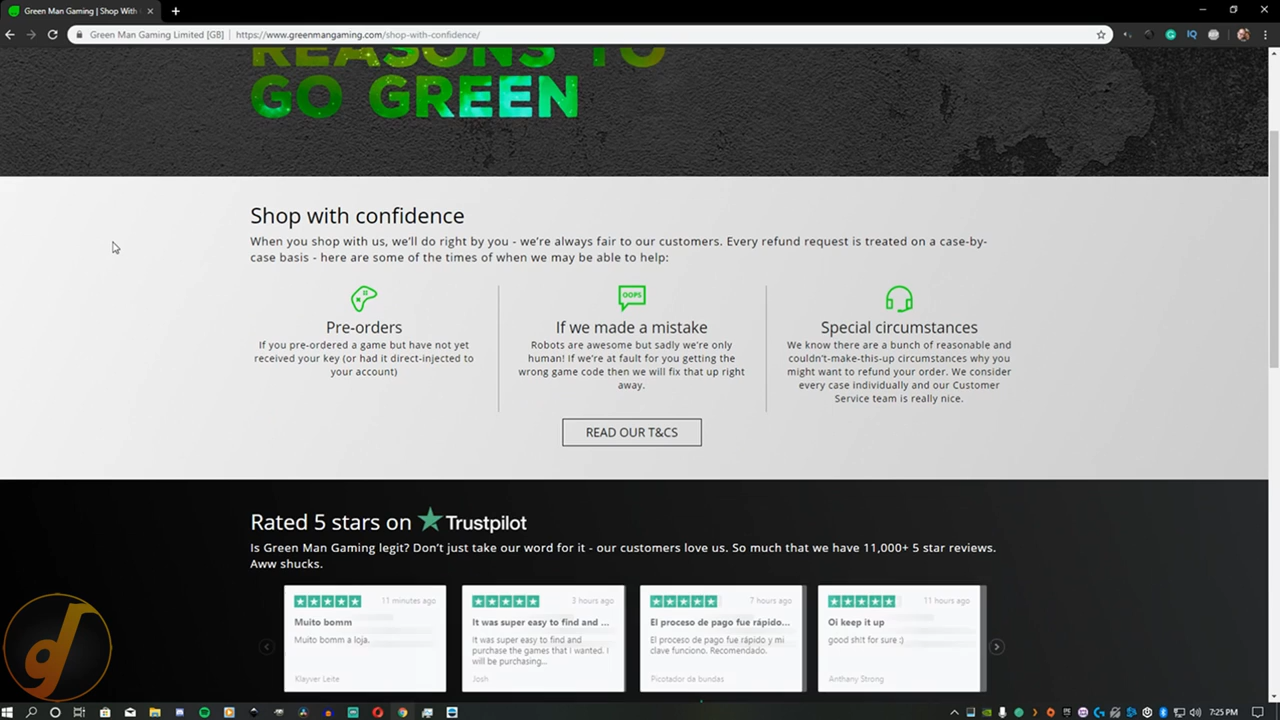 Green Man Gaming | Shop With
Green Man Gaming Limited [GB]
https://www.greenmangaming.com/shop-with-confidence/
REASONS TO
GO GREEN
Shop with confidence
When you shop with us, we'll do right by you - we're always fair to our customers. Every refund request is treated on a case-by-
case basis - here are some of the times of when we may be able to help:
Pre-orders
If you pre-ordered a game but have not yet
received your key (or had it direct-injected to
your account)
OOPS
If we made a mistake
Robots are awesome but sadly we're only
human! If we're at fault for you getting the
wrong game code then we will fix that up right
away.
Special circumstances
We know there are a bunch of reasonable and
couldn't-make-this-up circumstances why you
might want to refund your order. We consider
every case individually and our Customer
Service team is really nice.
READ OUR T&CS
Rated 5 stars on Trustpilot
Is Green Man Gaming legit? Don't just take our word for it - our customers love us. So much that we have 11,000+ 5 star reviews.
Aww shucks.
11 minutes ago
Muito bomm
Muito bomm a loja.
Klayver Leite
3 hours ago
It was super easy to find and ...
It was super easy to find and
purchase the games that I wanted. I
will be purchasing...
Josh
7 hours ago
El proceso de pago fue rápido...
El proceso de pago fue rápido y mi
clave funciono. Recomendado.
Picotador da bundas
11 hours ago
Oi keep it up
good sh!t for sure :)
Anthany Strong
7:25 PM